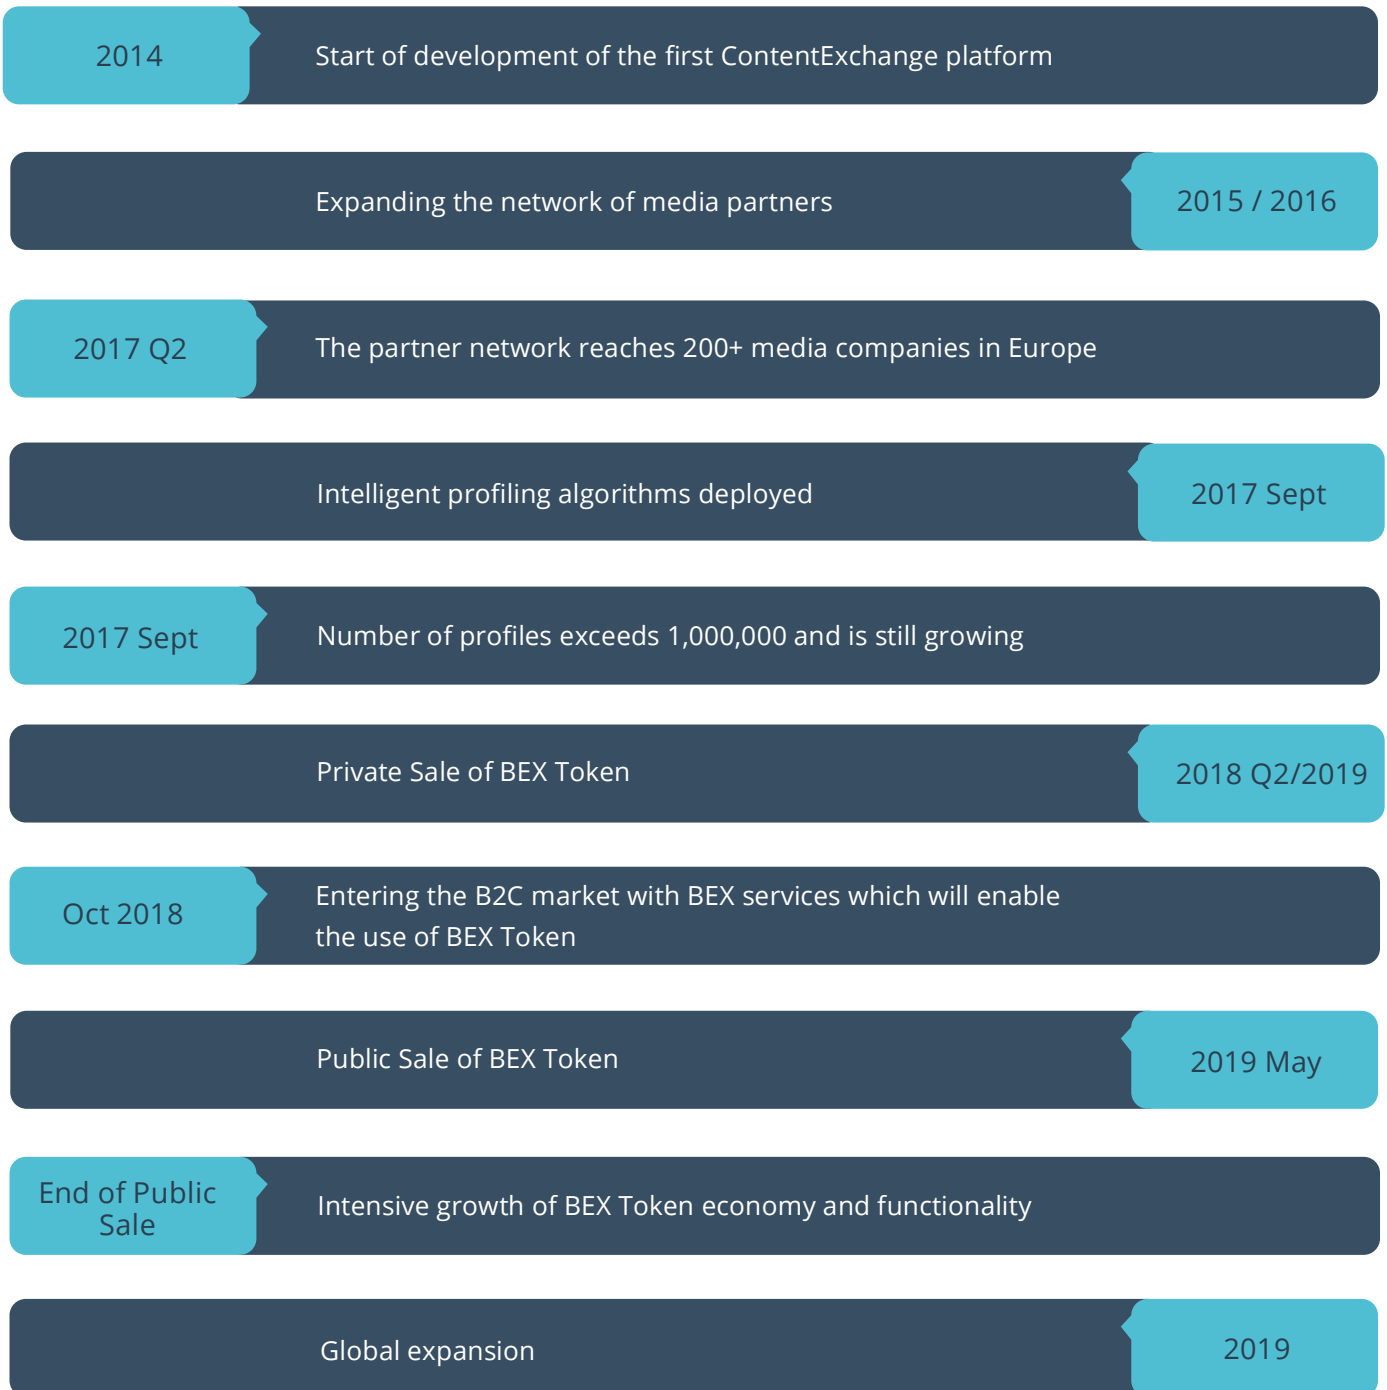 2014
Start of development of the first ContentExchange platform
Expanding the network of media partners
2015 / 2016
2017 Q2
The partner network reaches 200+ media companies in Europe
Intelligent profiling algorithms deployed
2017 Sept
2017 Sept
Number of profiles exceeds 1,000,000 and is still growing
Private Sale of BEX Token
2018 Q2/2019
Oct 2018
Entering the B2C market with BEX services which will enable
the use of BEX Token
Public Sale of BEX Token
2019 May
End of Public
Sale
Intensive growth of BEX Token economy and functionality
Global expansion
2019